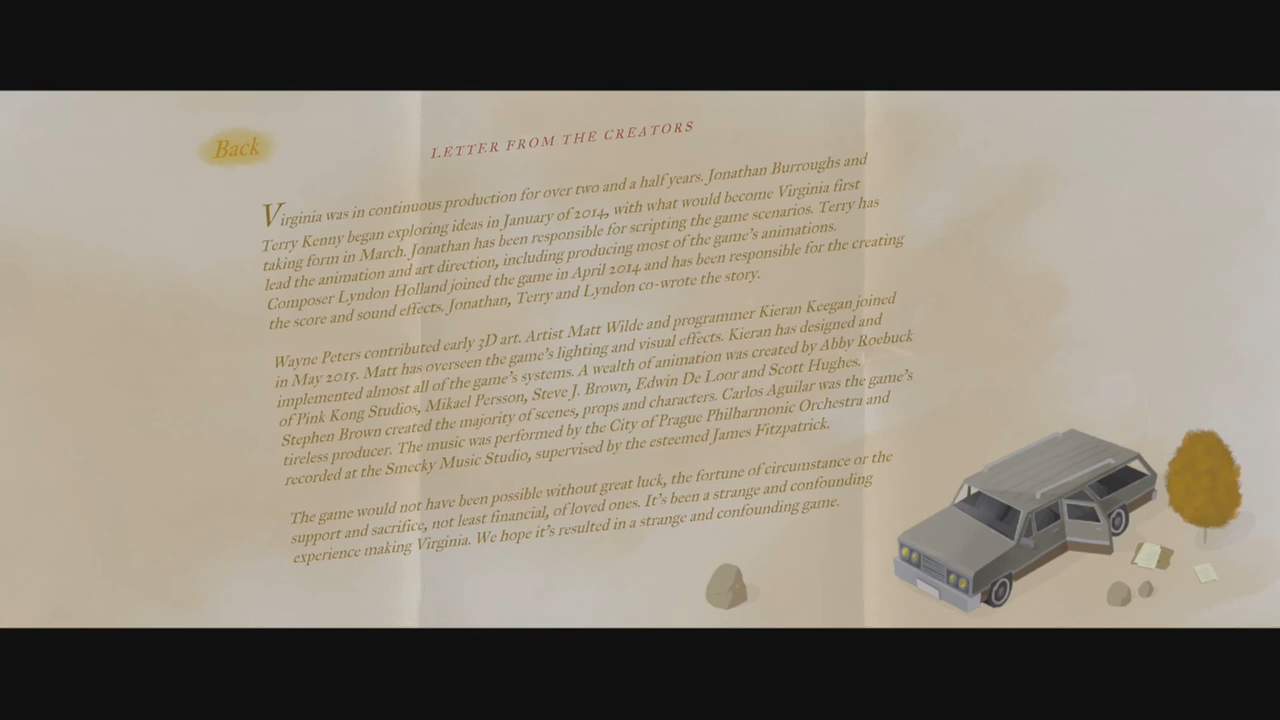 Back
LETTER FROM THE CREATORS
Virginia was in continuous production for over two and a half years. Jonathan Burroughs and
Terry Kenny began exploring ideas in January of 2014, with what would become Virginia first
taking form in March. Jonathan has been responsible for scripting the game scenarios. Terry has
lead the animation and art direction, including producing most of the game's animations.
Composer Lyndon Holland joined the game in April 2014 and has been responsible for the creating
the score and sound effects. Jonathan, Terry and Lyndon co-wrote the story.
Wayne Peters contributed early 3D art. Artist Matt Wilde and programmer Kieran Keegan joined
in May 2015. Matt has overseen the game's lighting and visual effects. Kieran has designed and
implemented almost all of the game's systems. A wealth of animation was created by Abby Roebuck
of Pink Kong Studios, Mikael Persson, Steve J. Brown, Edwin De Loor and Scott Hughes.
Stephen Brown created the majority of scenes, props and characters. Carlos Aguilar was the game's
tireless producer. The music was performed by the City of Prague Philharmonic Orchestra and
recorded at the Smecky Music Studio, supervised by the esteemed James Fitzpatrick.
The game would not have been possible without great luck, the fortune of circumstance or the
support and sacrifice, not least financial, of loved ones. It's been a strange and confounding
experience making Virginia. We hope it's resulted in a strange and confounding game.